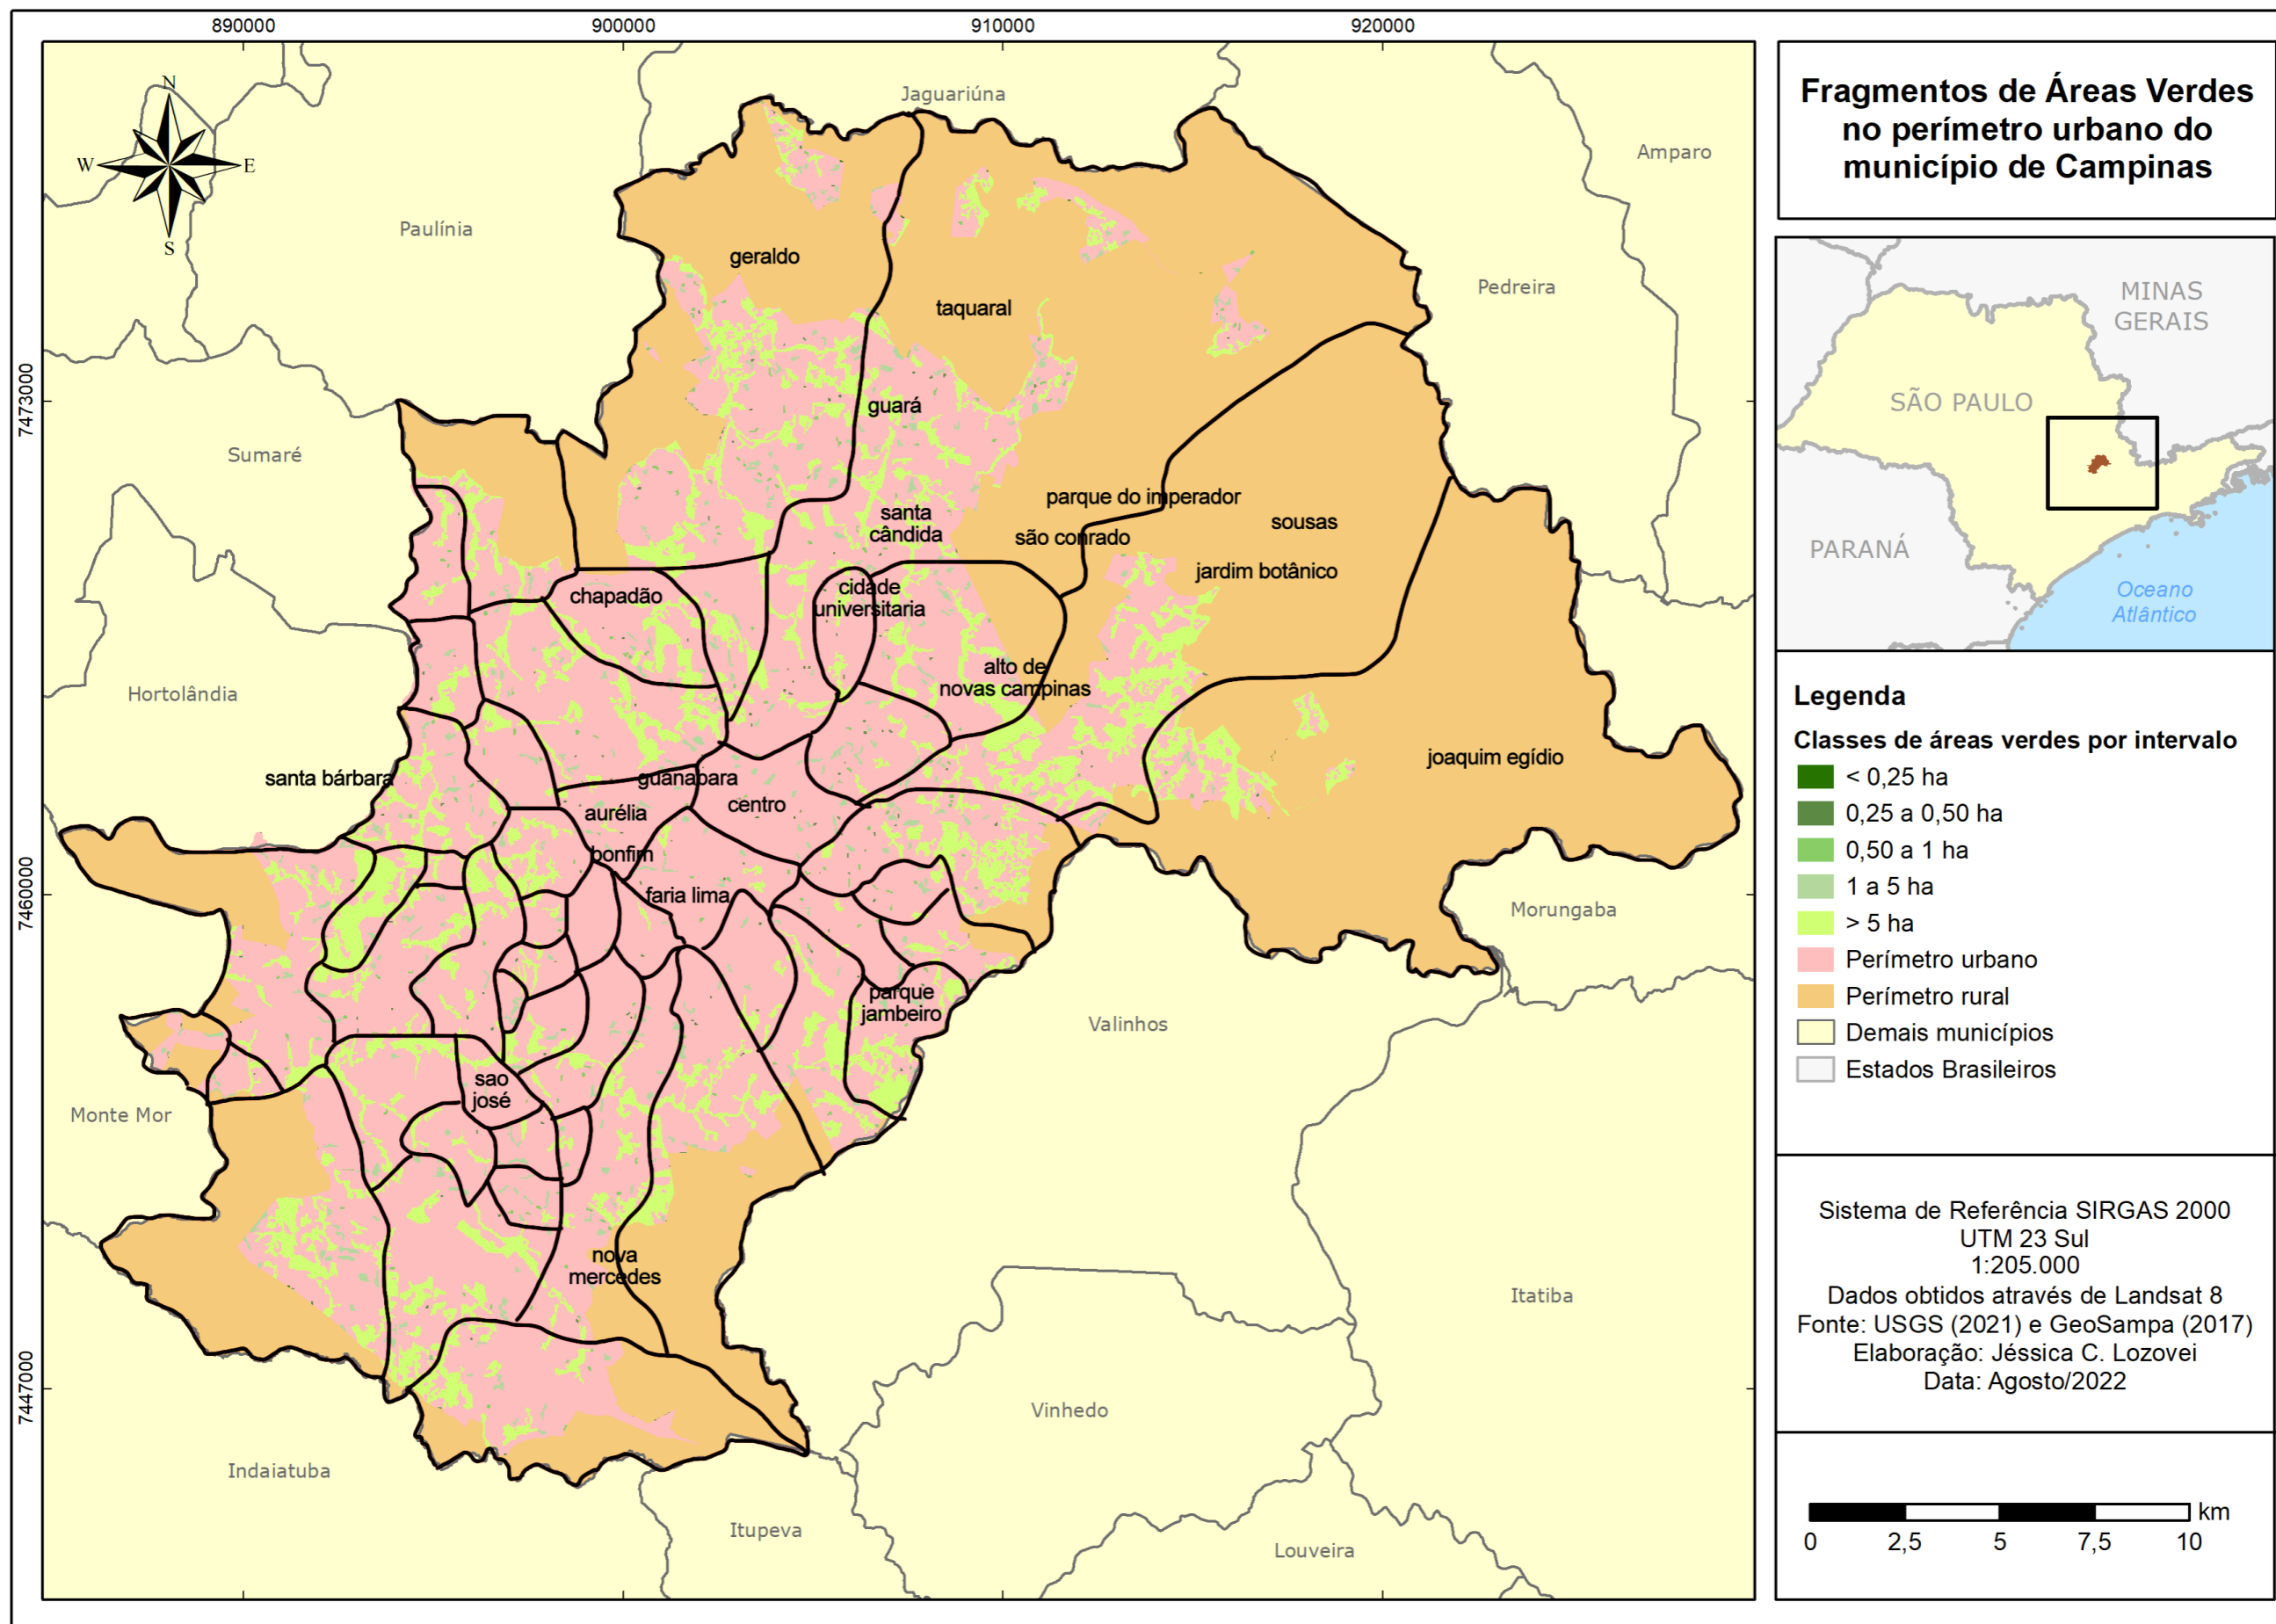 890000
900000
910000
920000
N
W
E
S
7473000
7460000
7447000
Jaguariúna
Amparo
Paulínia
Pedreira
geraldo
taquaral
guará
Sumaré
parque do imperador
santa
cândida
sousas
são conrado
jardim botânico
chapadão
cidade
universitaria
alto de
novas campinas
Hortolândia
joaquim egídio
santa bárbara
guanabara
centro
aurélia
bonfim
faria lima
Morungaba
parque
jambeiro
Valinhos
sao
josé
Monte Mor
nova
mercedes
Itatiba
Vinhedo
Indaiatuba
Itupeva
Louveira
Fragmentos de Áreas Verdes
no perímetro urbano do
município de Campinas
MINAS
GERAIS
SÃO PAULO
PARANÁ
Oceano
Atlântico
Legenda
Classes de áreas verdes por intervalo
< 0,25 ha
0,25 a 0,50 ha
0,50 a 1 ha
1 a 5 ha
> 5 ha
Perímetro urbano
Perímetro rural
Demais municípios
Estados Brasileiros
Sistema de Referência SIRGAS 2000
UTM 23 Sul
1:205.000
Dados obtidos através de Landsat 8
Fonte: USGS (2021) e GeoSampa (2017)
Elaboração: Jéssica C. Lozovei
Data: Agosto/2022
km
0 2,5 5 7,5 10